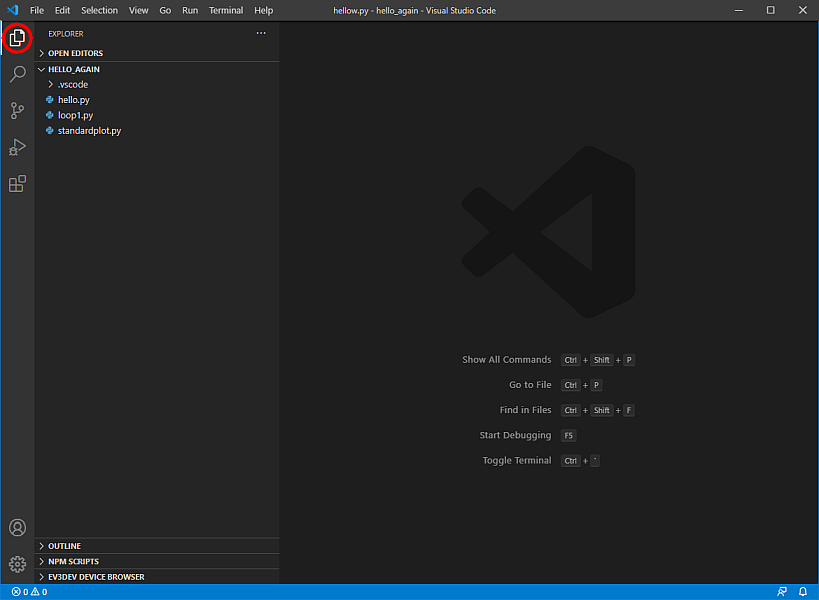 File Edit Selection View Go Run Terminal Help hellow.py - hello_again - Visual Studio Code
EXPLORER ...
OPEN EDITORS
HELLO_AGAIN
.vscode
hello.py
loop1.py
standardplot.py
Show All Commands Ctrl + Shift + P
Go to File Ctrl + P
Find in Files Ctrl + Shift + F
Start Debugging F5
Toggle Terminal Ctrl + `
OUTLINE
NPM SCRIPTS
EV3DEV DEVICE BROWSER
0 0